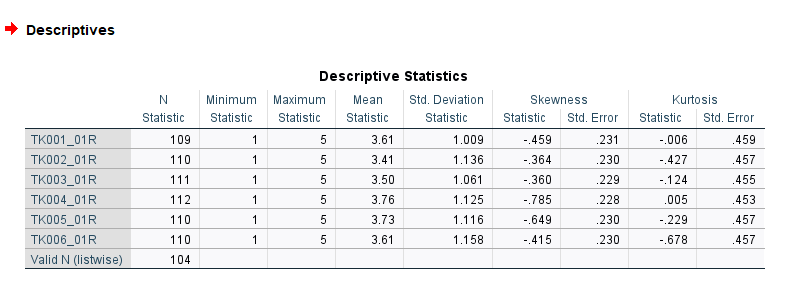 Descriptives
Descriptive Statistics
N Minimum Maximum Mean Std. Deviation Skewness Kurtosis
Statistic Statistic Statistic Statistic Statistic Statistic Std. Error Statistic Std. Error
TK001_01R 109 1 5 3.61 1.009 -.459 .231 -.006 .459
TK002_01R 110 1 5 3.41 1.136 -.364 .230 -.427 .457
TK003_01R 111 1 5 3.50 1.061 -.360 .229 -.124 .455
TK004_01R 112 1 5 3.76 1.125 -.785 .228 .005 .453
TK005_01R 110 1 5 3.73 1.116 -.649 .230 -.229 .457
TK006_01R 110 1 5 3.61 1.158 -.415 .230 -.678 .457
Valid N (listwise) 104